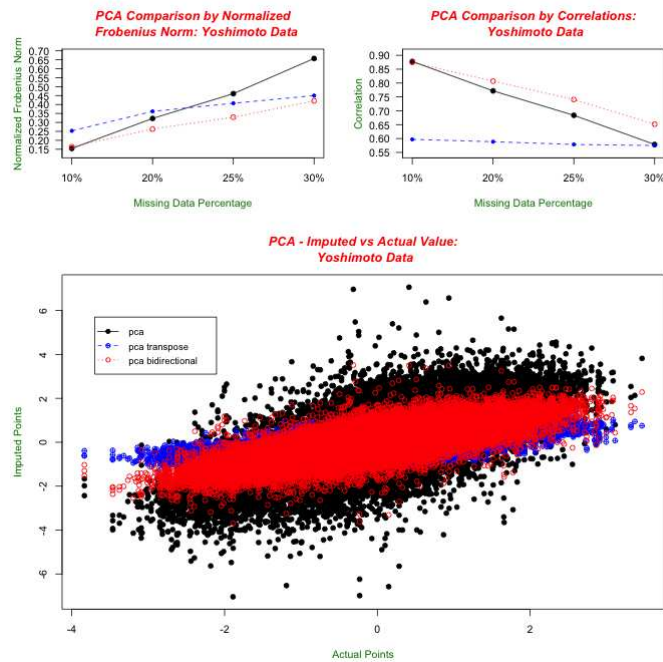 PCA Comparison by Normalized
Frobenius Norm: Yoshimoto Data
Normalized Frobenius Norm
0.70
0.65
0.60
0.55
0.50
0.45
0.40
0.35
0.30
0.25
0.20
0.15
10%
20%
25%
30%
Missing Data Percentage
PCA Comparison by Correlations:
Yoshimoto Data
Correlation
0.90
0.85
0.80
0.75
0.70
0.65
0.60
0.55
10%
20%
25%
30%
Missing Data Percentage
PCA - Imputed vs Actual Value:
Yoshimoto Data
Imputed Points
6
4
2
0
-2
-4
-6
pca
pca transpose
pca bidirectional
-4
-2
0
2
Actual Points